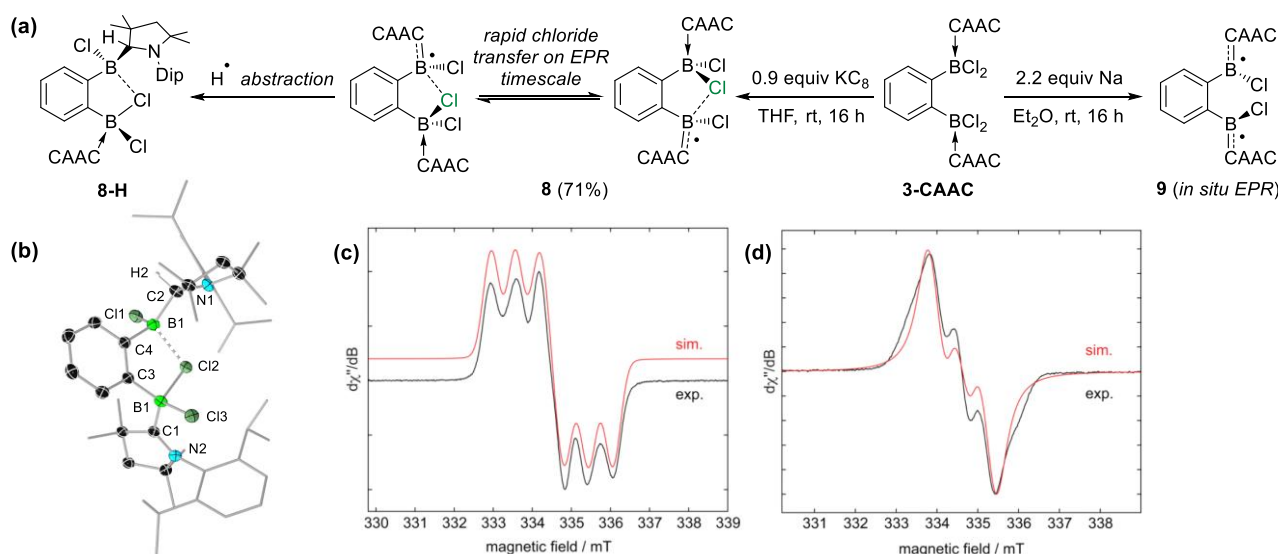 (a)
Cl
H
N
Dip
B
Cl
B
Cl
CAAC
8-H
H• abstraction
CAAC
B •
Cl
Cl
B
Cl
CAAC
rapid chloride
transfer on EPR
timescale
CAAC
B
Cl
Cl
B
Cl
•
CAAC
8 (71%)
0.9 equiv KC8
THF, rt, 16 h
CAAC
BCl2
BCl2
CAAC
3-CAAC
2.2 equiv Na
Et2O, rt, 16 h
CAAC
B •
Cl
Cl
B •
CAAC
9 (in situ EPR)
(b)
H2
C2
N1
Cl1
B1
C4
Cl2
C3
B1
Cl3
C1
N2
(c)
dχ''/dB
sim.
exp.
330 331 332 333 334 335 336 337 338 339
magnetic field / mT
(d)
dχ''/dB
sim.
exp.
331 332 333 334 335 336 337 338
magnetic field / mT